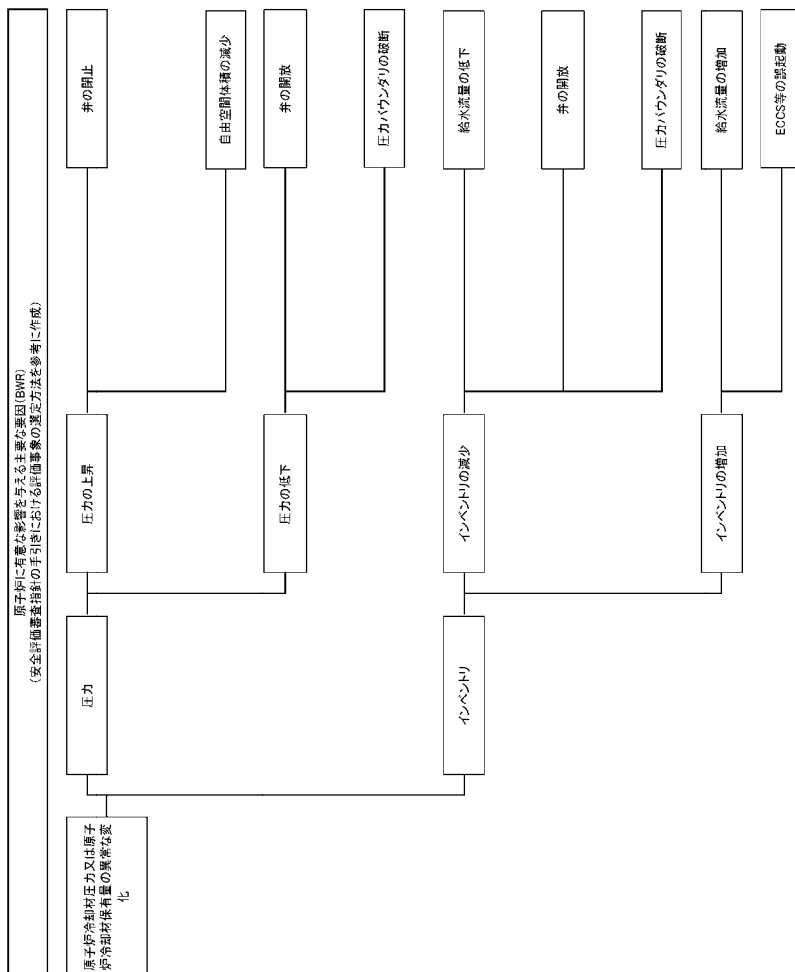 原子炉に有意な影響を与える主要な要因(BWR)
(安全評価審査指針の手引きにおける評価事象の選定方法を参考に作成)
原子炉冷却材圧力又は原子
炉冷却材保有量の異常な変
化
圧力
圧力の上昇
弁の閉止
自由空間体積の減少
圧力の低下
弁の開放
圧力バウンダリの破断
インベントリ
インベントリの減少
給水流量の低下
弁の開放
圧力バウンダリの破断
インベントリの増加
給水流量の増加
ECCS等の誤起動